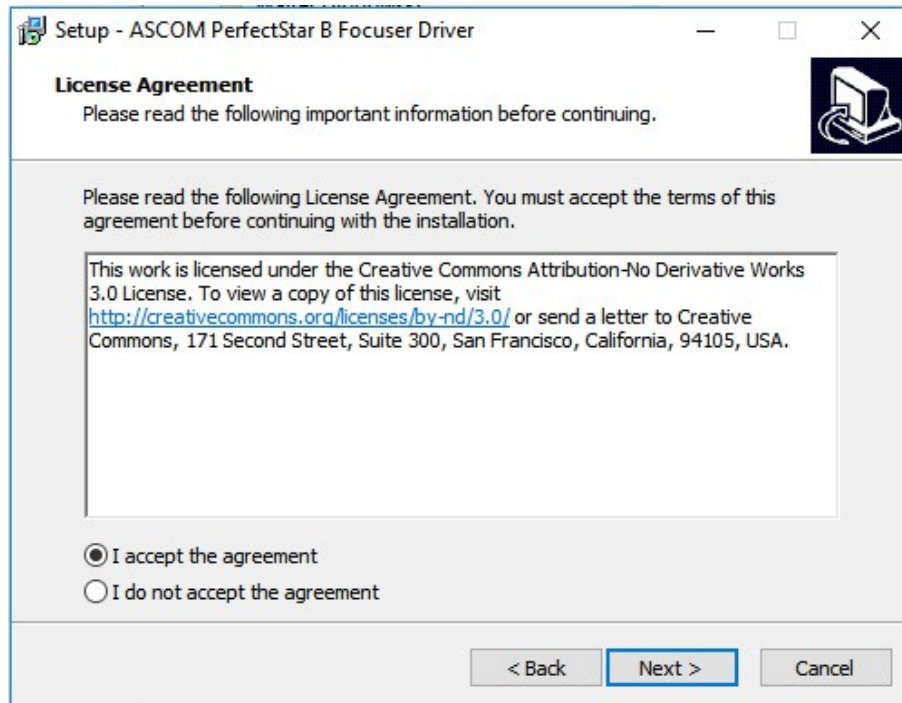 Setup - ASCOM PerfectStar B Focuser Driver
License Agreement
Please read the following important information before continuing.
Please read the following License Agreement. You must accept the terms of this
agreement before continuing with the installation.
This work is licensed under the Creative Commons Attribution-No Derivative Works
3.0 License. To view a copy of this license, visit
http://creativecommons.org/licenses/by-nd/3.0/ or send a letter to Creative
Commons, 171 Second Street, Suite 300, San Francisco, California, 94105, USA.
I accept the agreement
I do not accept the agreement
< Back Next > Cancel